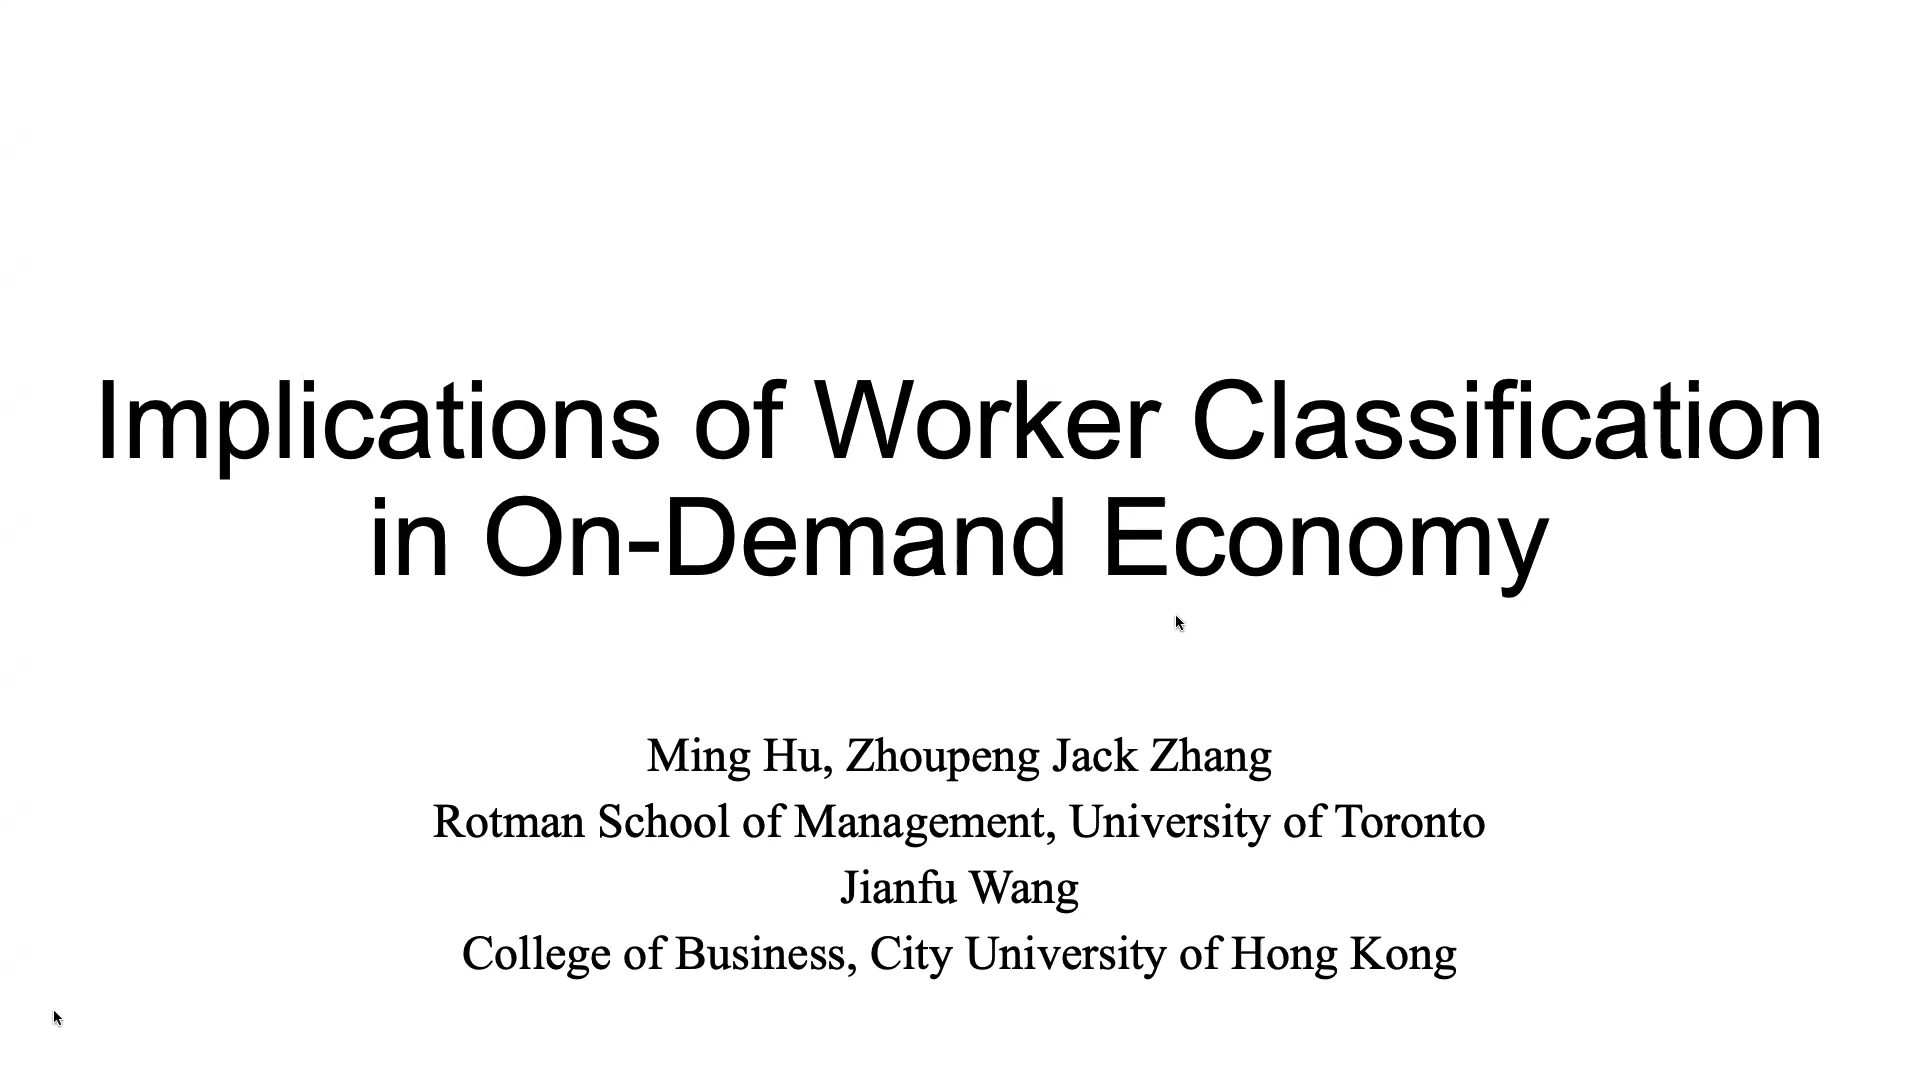 Implications of Worker Classification
in On-Demand Economy
Ming Hu, Zhoupeng Jack Zhang
Rotman School of Management, University of Toronto
Jianfu Wang
College of Business, City University of Hong Kong